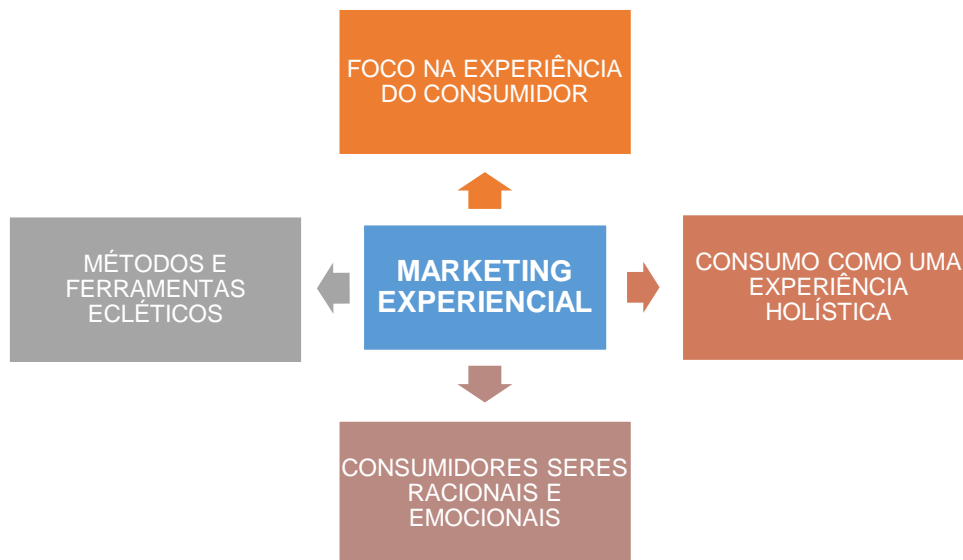 FOCO NA EXPERIÊNCIA
DO CONSUMIDOR
MÉTODOS E
FERRAMENTAS
ECLÉTICOS
MARKETING
EXPERIENCIAL
CONSUMO COMO UMA
EXPERIÊNCIA
HOLÍSTICA
CONSUMIDORES SERES
RACIONAIS E
EMOCIONAIS